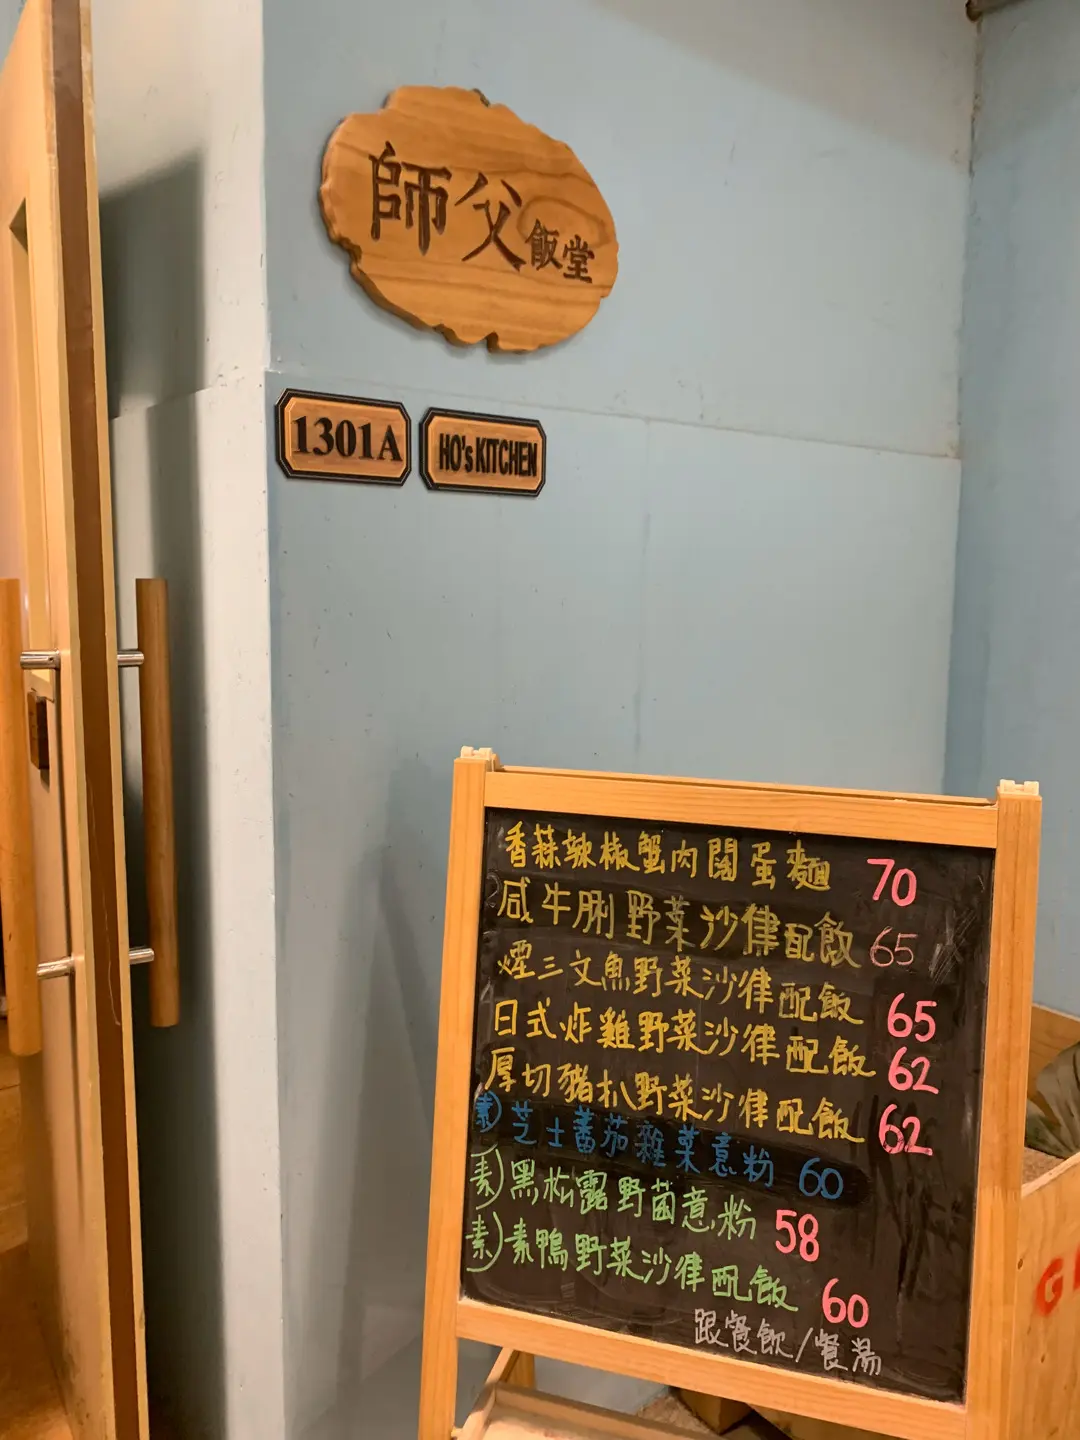 師父飯堂
1301A
HO's KITCHEN
香蒜辣椒蟹肉闊蛋麵 70
咸牛脷野菜沙律配飯 65
煙三文魚野菜沙律配飯 65
日式炸雞野菜沙律配飯 62
厚切豬扒野菜沙律配飯 62
素) 芝士蕃茄雜菜意粉 60
素) 黑松露野菌意粉 58
素) 素鴨野菜沙律配飯 60
跟餐飲/餐湯
G